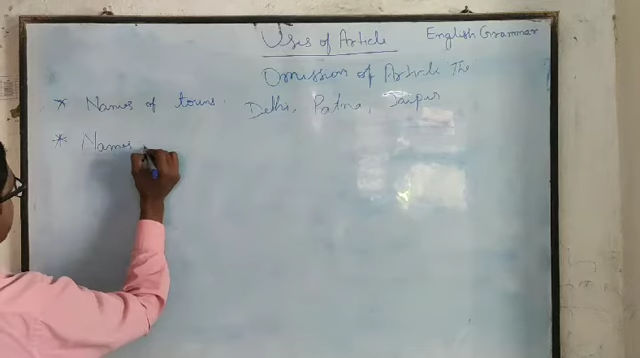 Uses of Article English Grammar
Omission of Article The
* Names of towns. Delhi, Patna, Jaipur
* Names